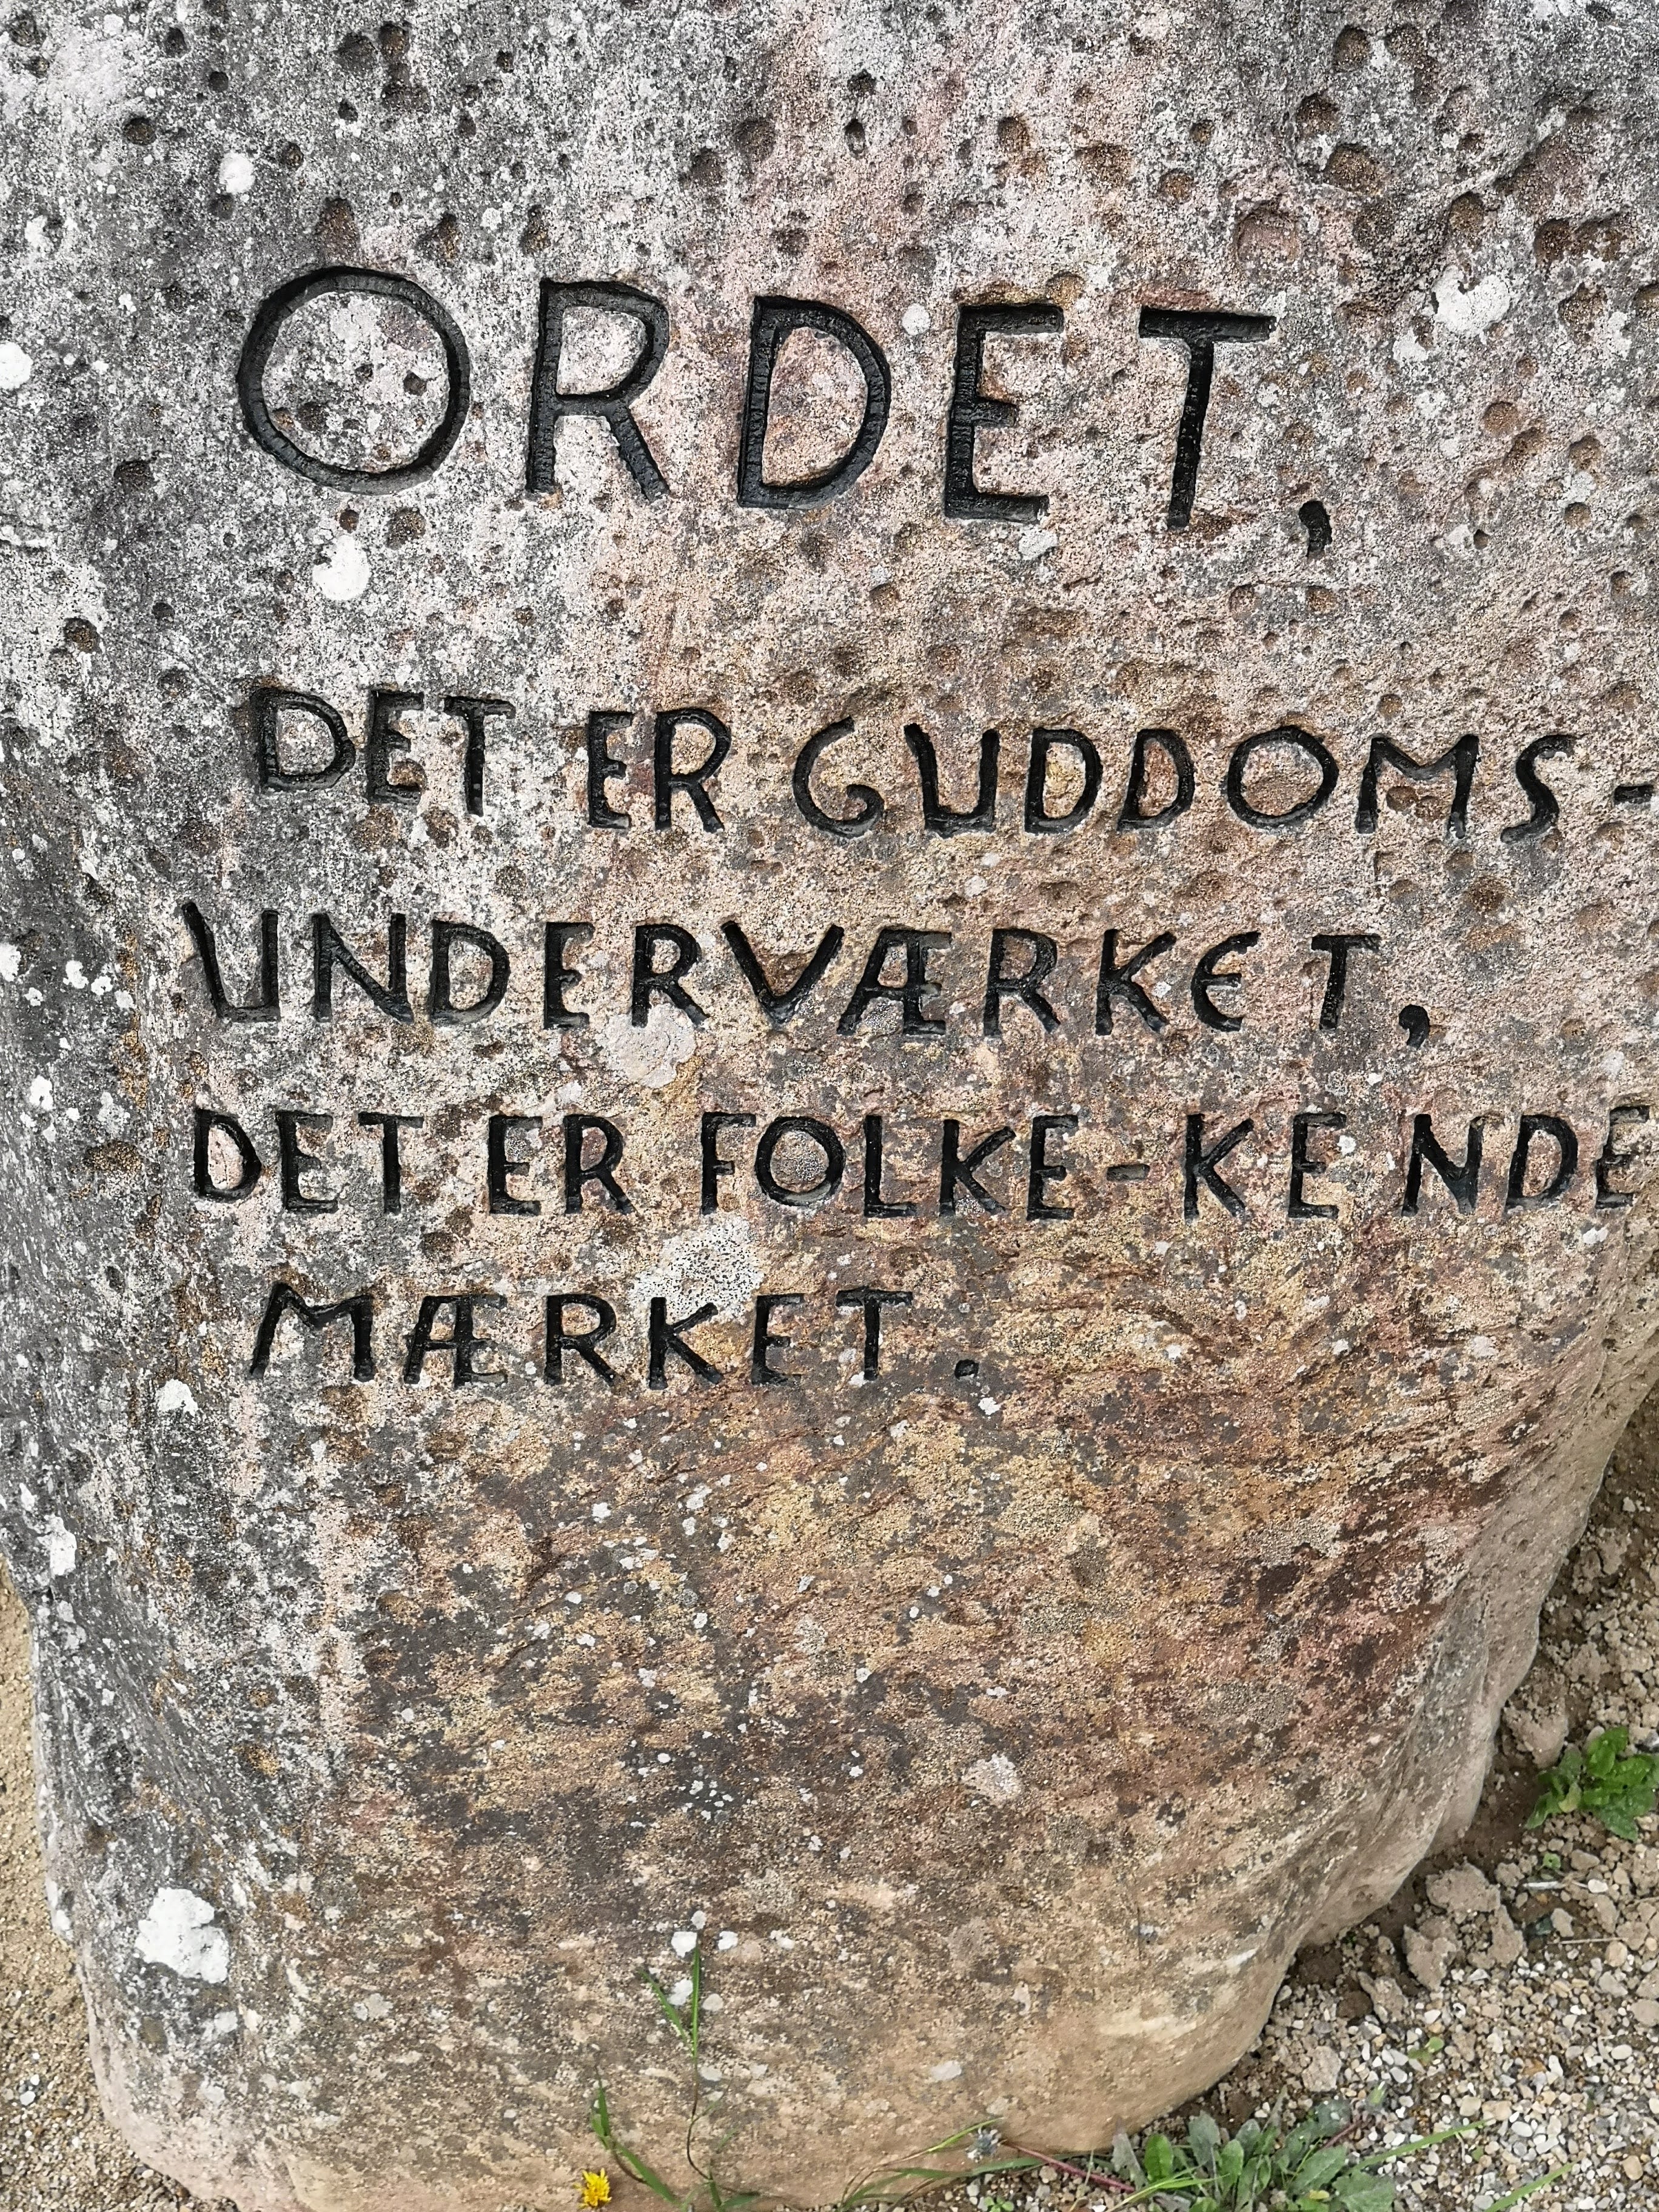 ORDET,
DET ER GUDDOMS-
UNDERVÆRKET,
DET ER FOLKE-KENDE
MÆRKET.